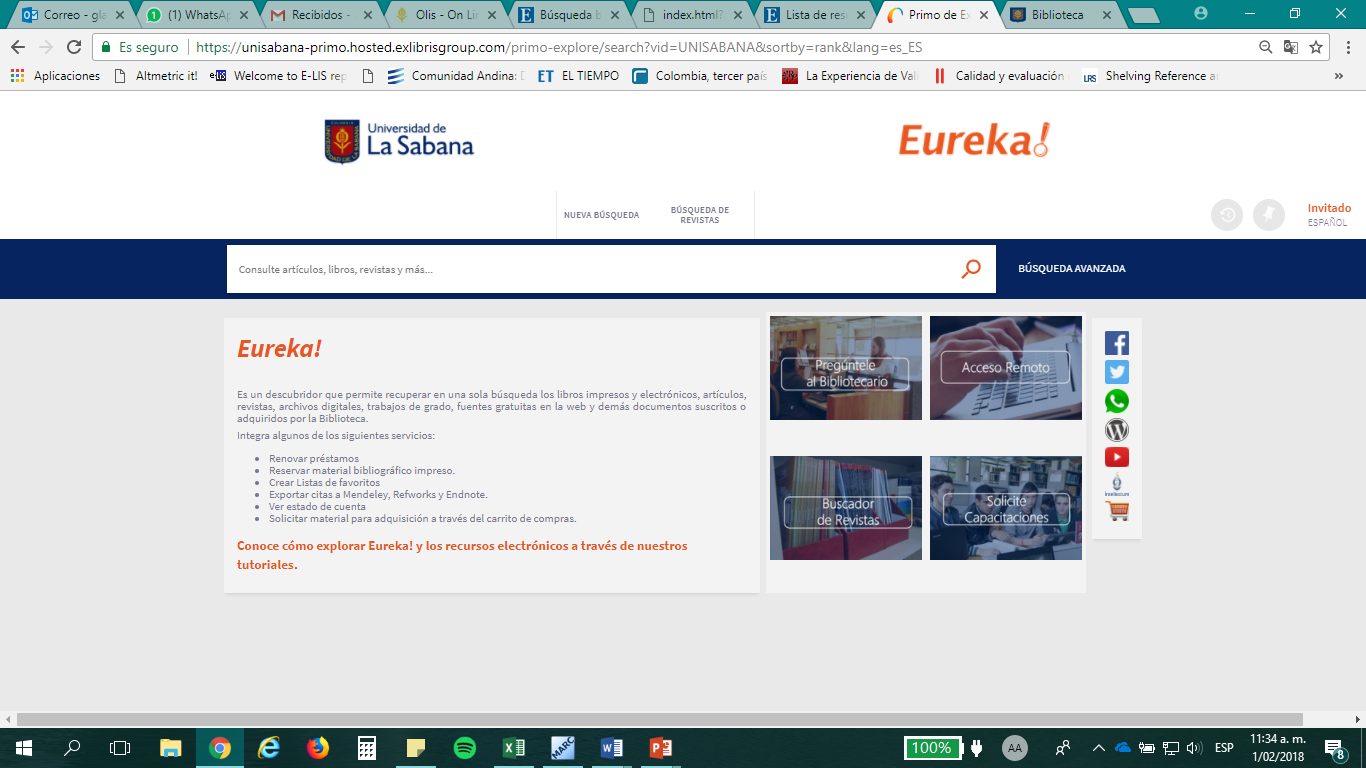 Correo - gla
(1) WhatsAp
Recibidos -
Olis - On Lin
Búsqueda b
index.html?
Lista de res
Primo de Ex
Biblioteca
Es seguro
https://unisabana-primo.hosted.exlibrisgroup.com/primo-explore/search?vid=UNISABANA&sortby=rank&lang=es_ES
Aplicaciones
Altmetric it!
Welcome to E-LIS rep
Comunidad Andina:
ET EL TIEMPO
Colombia, tercer país
La Experiencia de Vali
Calidad y evaluación
LRS Shelving Reference a
Universidad de
La Sabana
Eureka!
NUEVA BÚSQUEDA
BÚSQUEDA DE
REVISTAS
Invitado
ESPAÑOL
Consulte artículos, libros, revistas y más...
BÚSQUEDA AVANZADA
Eureka!
Es un descubridor que permite recuperar en una sola búsqueda los libros impresos y electrónicos, artículos,
revistas, archivos digitales, trabajos de grado, fuentes gratuitas en la web y demás documentos suscritos o
adquiridos por la Biblioteca.
Integra algunos de los siguientes servicios:
Renovar préstamos
Reservar material bibliográfico impreso.
Crear Listas de favoritos
Exportar citas a Mendeley, Refworks y Endnote.
Ver estado de cuenta
Solicitar material para adquisición a través del carrito de compras.
Conoce cómo explorar Eureka! y los recursos electrónicos a través de nuestros
tutoriales.
Pregúntele
al Bibliotecario
Acceso Remoto
Buscador
de Revistas
Solicite
Capacitaciones
intellectum
100%
AA
ESP
11:34 a. m.
1/02/2018
8